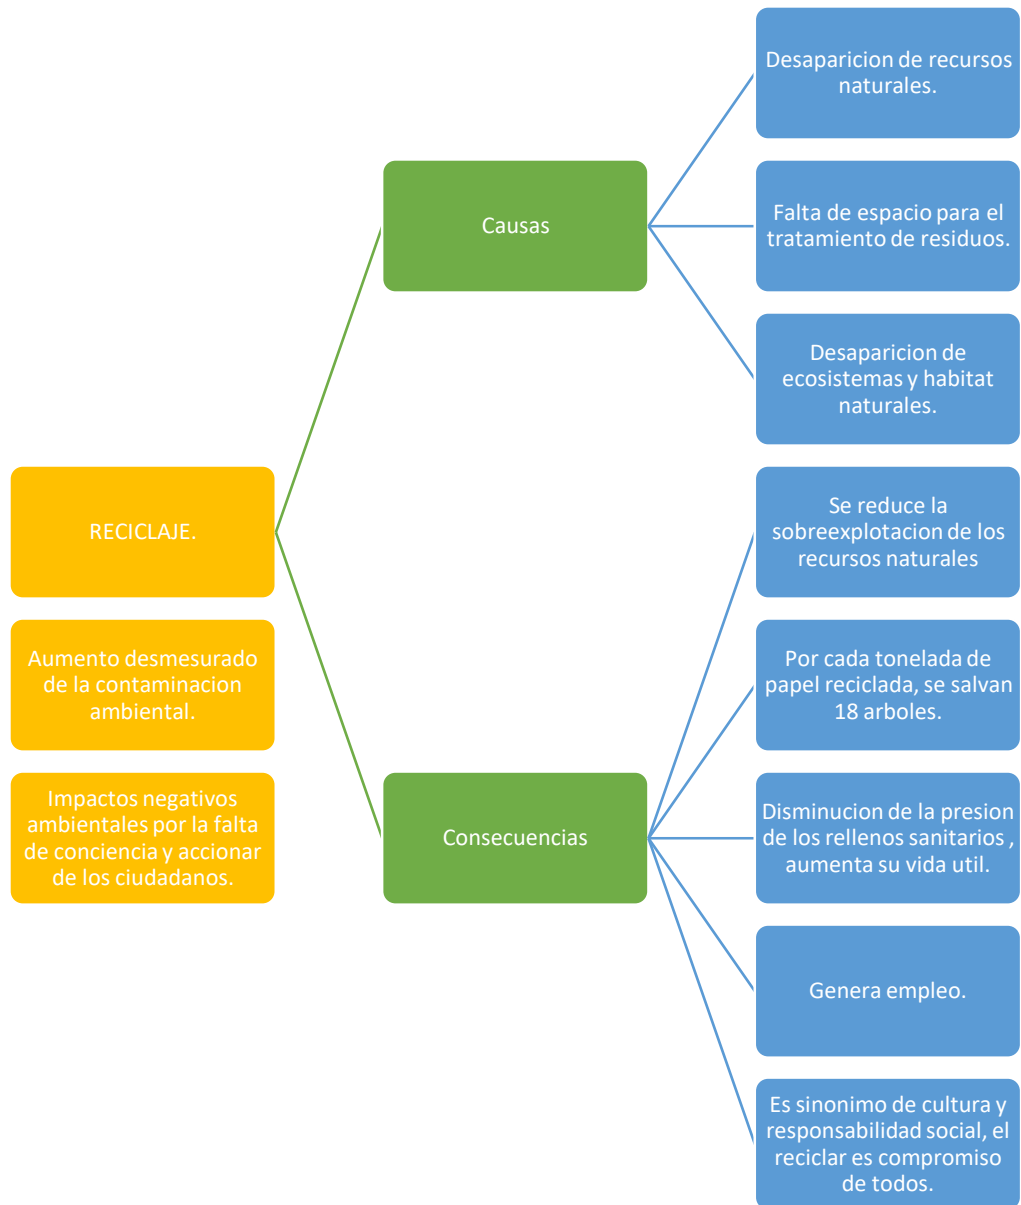 RECICLAJE.
Aumento desmesurado
de la contaminacion
ambiental.
Impactos negativos
ambientales por la falta
de conciencia y accionar
de los ciudadanos.
Causas
Desaparicion de recursos
naturales.
Falta de espacio para el
tratamiento de residuos.
Desaparicion de
ecosistemas y habitat
naturales.
Consecuencias
Se reduce la
sobreexplotacion de los
recursos naturales
Por cada tonelada de
papel reciclada, se salvan
18 arboles.
Disminucion de la presion
de los rellenos sanitarios ,
aumenta su vida util.
Genera empleo.
Es sinonimo de cultura y
responsabilidad social, el
reciclar es compromiso
de todos.